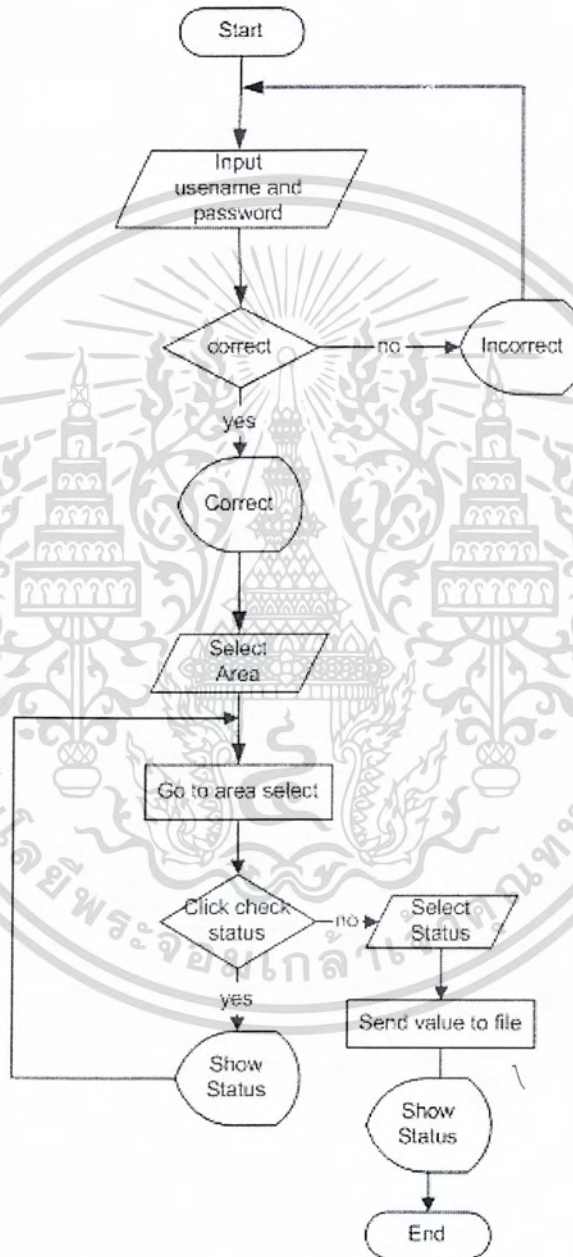 Start
Input
usename and
password
correct
no
Incorrect
yes
Correct
Select
Area
Go to area select
Click check
status
no
Select
Status
yes
Send value to file
Show
Status
Show
Status
End